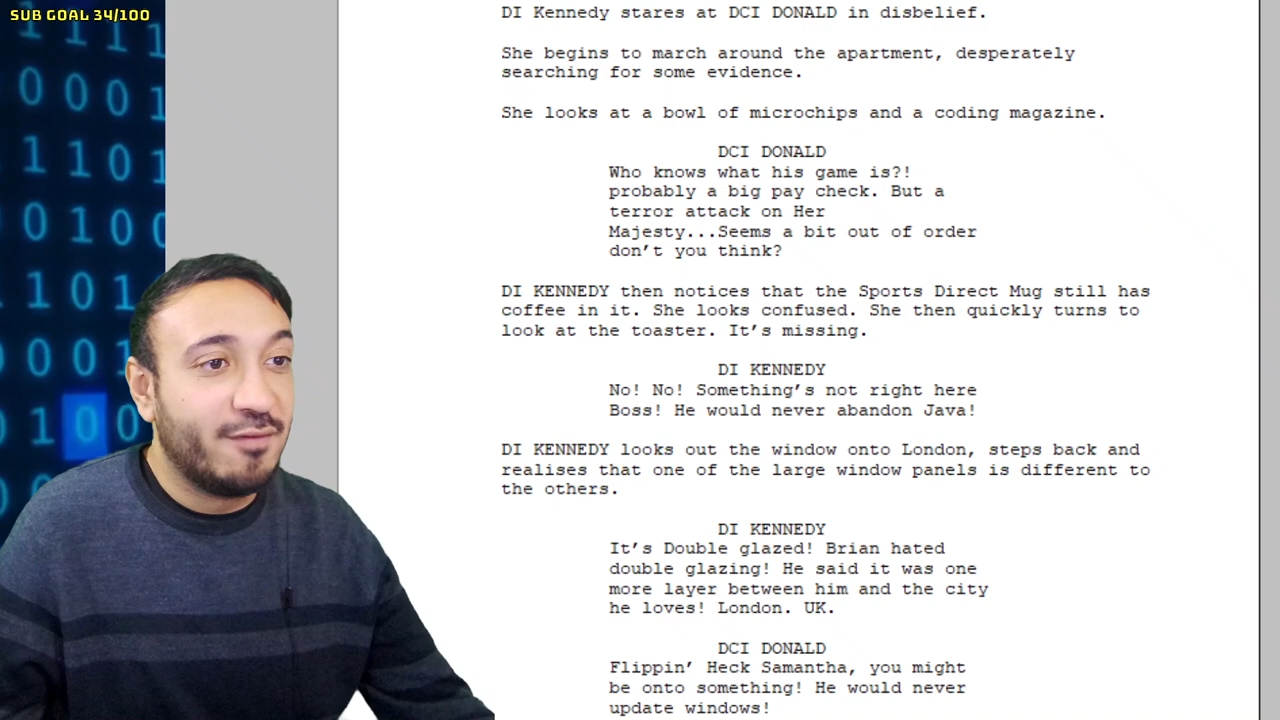 SUB GOAL 34/100
DI Kennedy stares at DCI DONALD in disbelief.
She begins to march around the apartment, desperately
searching for some evidence.
She looks at a bowl of microchips and a coding magazine.
DCI DONALD
Who knows what his game is?!
probably a big pay check. But a
terror attack on Her
Majesty...Seems a bit out of order
don't you think?
DI KENNEDY then notices that the Sports Direct Mug still has
coffee in it. She looks confused. She then quickly turns to
look at the toaster. It's missing.
DI KENNEDY
No! No! Something's not right here
Boss! He would never abandon Java!
DI KENNEDY looks out the window onto London, steps back and
realises that one of the large window panels is different to
the others.
DI KENNEDY
It's Double glazed! Brian hated
double glazing! He said it was one
more layer between him and the city
he loves! London. UK.
DCI DONALD
Flippin' Heck Samantha, you might
be onto something! He would never
update windows!